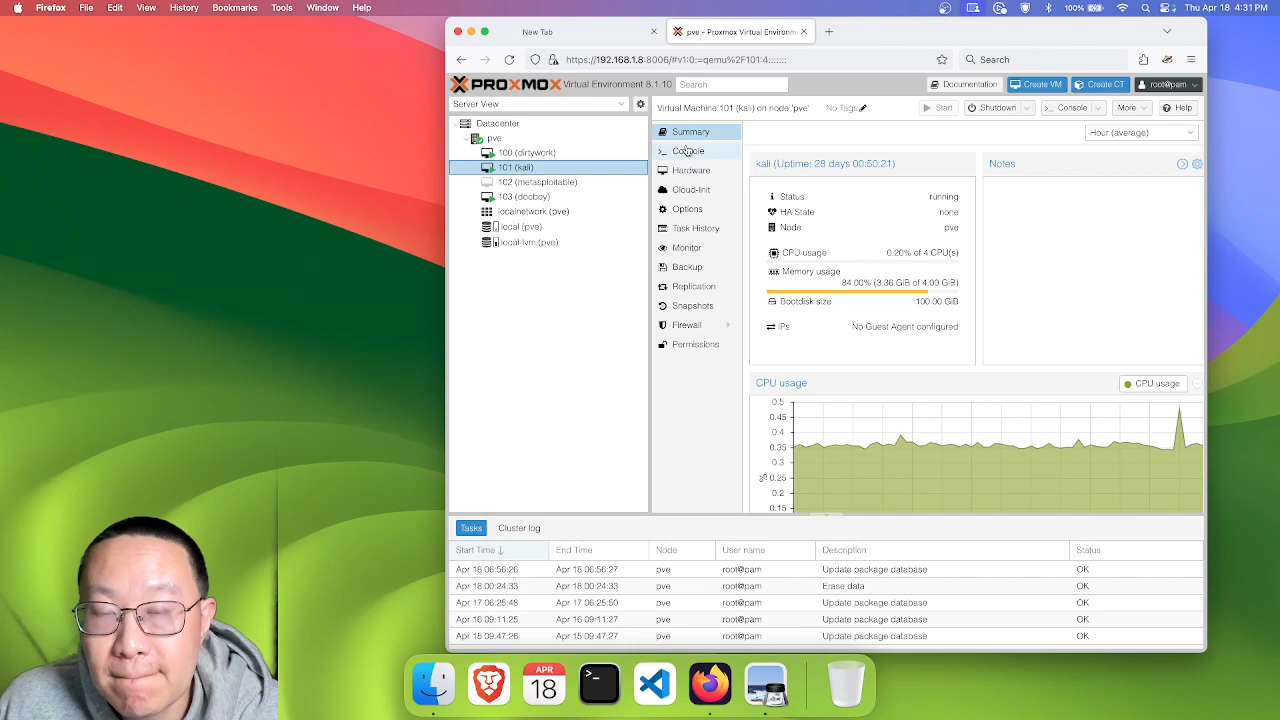 Firefox File Edit View History Bookmarks Tools Window Help
100% Thu Apr 18 4:31 PM
New Tab
pve - Proxmox Virtual Environm
https://192.168.1.8:8006/#v1:0:=qemu%2F101:4:::::::
Search
PROXMOX Virtual Environment 8.1.10
Search
Documentation
Create VM
Create CT
root@pam
Server View
Virtual Machine 101 (kali) on node 'pve'
No Tags
Start
Shutdown
Console
More
Help
Datacenter
pve
100 (dirtywork)
101 (kali)
102 (metasploitable)
103 (docboy)
localnetwork (pve)
local (pve)
local-lvm (pve)
Summary
Console
Hardware
Cloud-Init
Options
Task History
Monitor
Backup
Replication
Snapshots
Firewall
Permissions
Hour (average)
kali (Uptime: 28 days 00:50:21)
Status running
HA State none
Node pve
CPU usage 0.20% of 4 CPU(s)
Memory usage
84.00% (3.36 GiB of 4.00 GiB)
Bootdisk size 100.00 GiB
IPs No Guest Agent configured
Notes
CPU usage
CPU usage
0.5
0.45
0.4
0.35
0.3
0.25
0.2
0.15
Tasks Cluster log
Start Time End Time Node User name Description Status
Apr 18 06:56:26 Apr 18 06:56:27 pve root@pam Update package database OK
Apr 18 00:24:33 Apr 18 00:24:33 pve root@pam Erase data OK
Apr 17 06:25:48 Apr 17 06:25:50 pve root@pam Update package database OK
Apr 16 09:11:25 Apr 16 09:11:27 pve root@pam Update package database OK
Apr 15 09:47:26 Apr 15 09:47:27 pve root@pam Update package database OK
APR
18